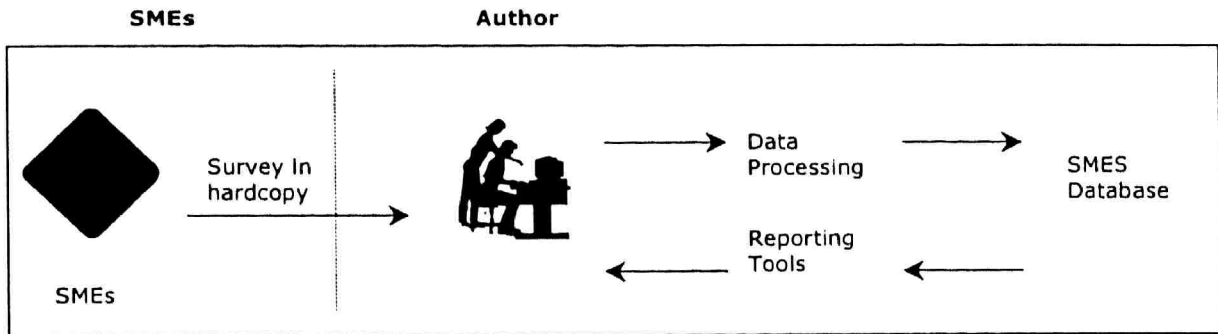 SMEs
Author
Survey In
hardcopy
SMEs
Data
Processing
SMES
Database
Reporting
Tools